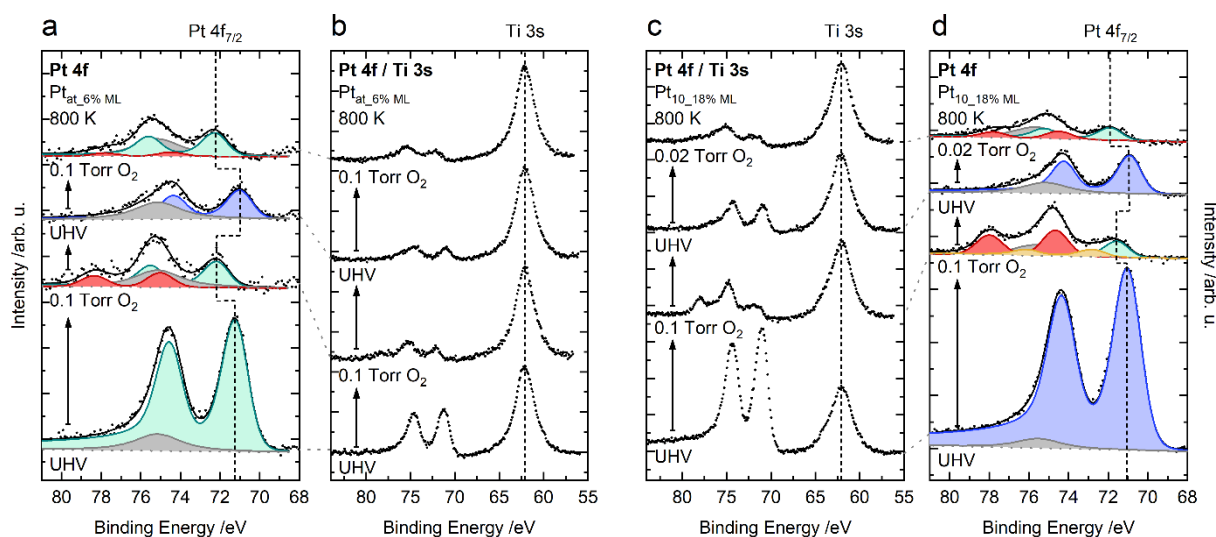 a
Pt 4f7/2
Pt 4f
Ptat_6% ML
800 K
0.1 Torr O2
UHV
0.1 Torr O2
UHV
Intensity /arb. u.
80 78 76 74 72 70 68
Binding Energy /eV
b
Ti 3s
Pt 4f / Ti 3s
Ptat_6% ML
800 K
0.1 Torr O2
UHV
0.1 Torr O2
UHV
80 75 70 65 60 55
Binding Energy /eV
c
Ti 3s
Pt 4f / Ti 3s
Pt10_18% ML
800 K
0.02 Torr O2
UHV
0.1 Torr O2
UHV
80 75 70 65 60 55
Binding Energy /eV
d
Pt 4f7/2
Pt 4f
Pt10_18% ML
800 K
0.02 Torr O2
UHV
0.1 Torr O2
UHV
Intensity /arb. u.
80 78 76 74 72 70 68
Binding Energy /eV